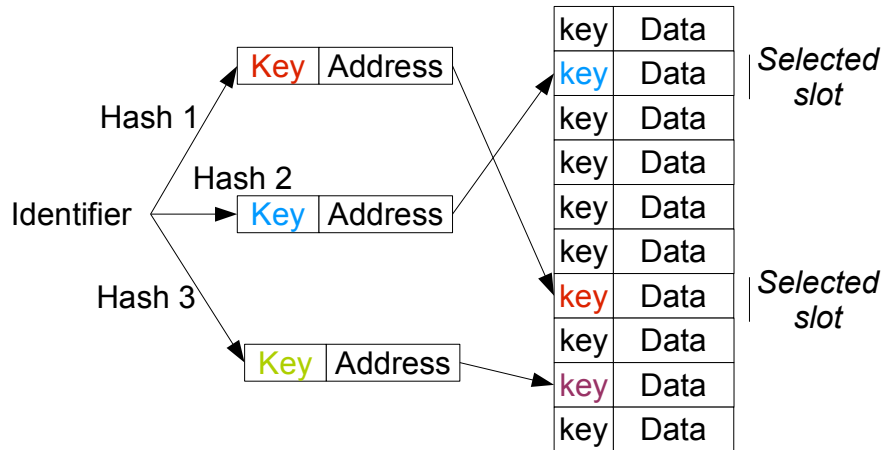 Identifier
Hash 1
Hash 2
Hash 3
Key Address
Key Address
Key Address
key Data
key Data
key Data
key Data
key Data
key Data
key Data
key Data
key Data
key Data
Selected
slot
Selected
slot